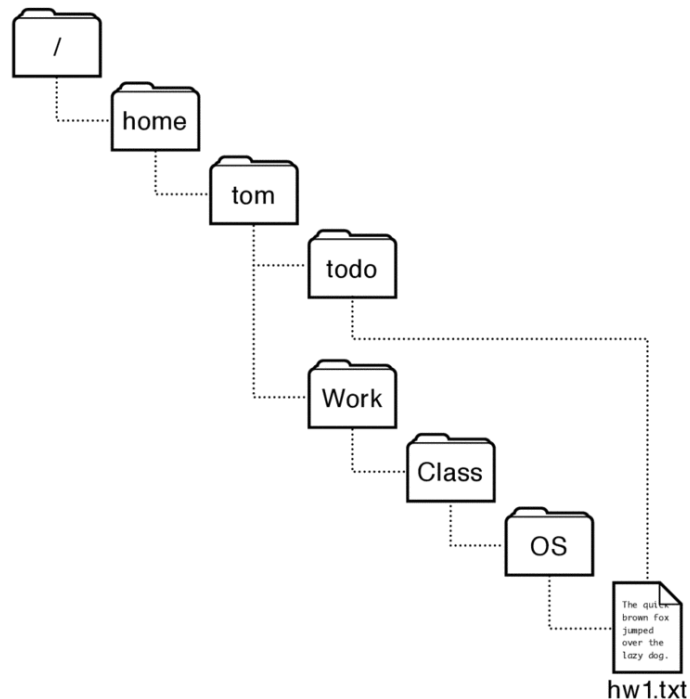 /
home
tom
todo
Work
Class
OS
The quick
brown fox
jumped
over the
lazy dog.
hw1.txt